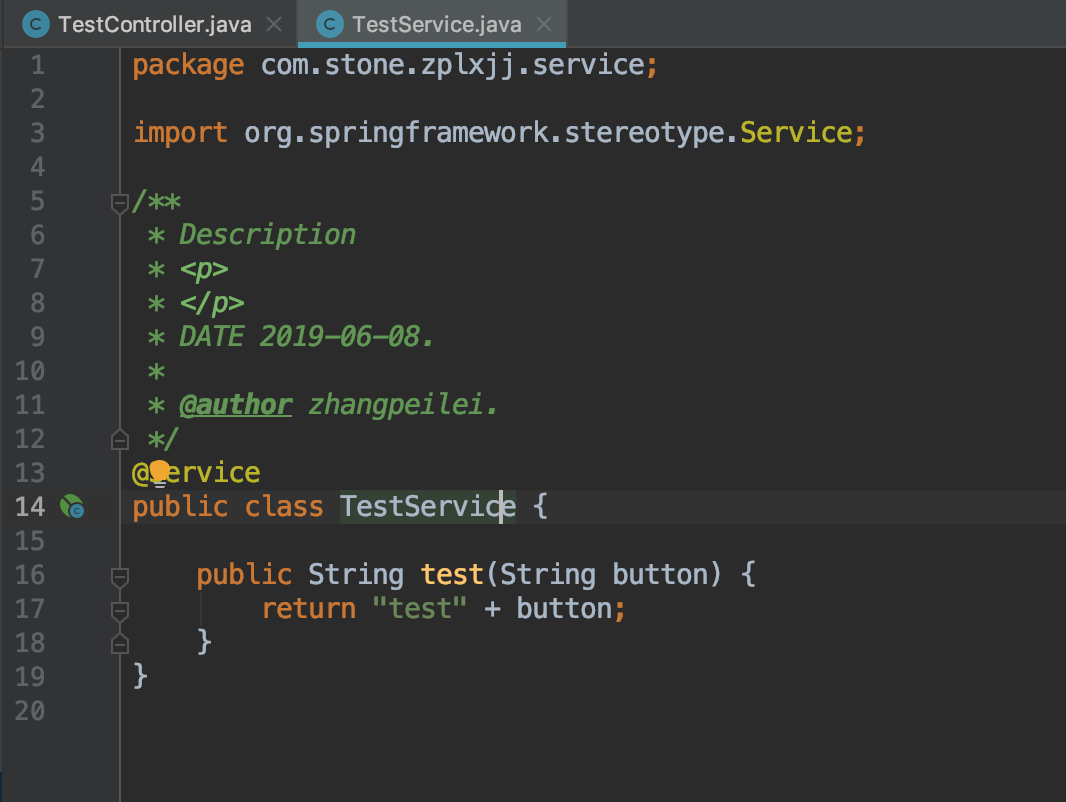 TestController.java
TestService.java
1 package com.stone.zplxjj.service;
2
3 import org.springframework.stereotype.Service;
4
5 /**
6 * Description
7 * <p>
8 * </p>
9 * DATE 2019-06-08.
10 *
11 * @author zhangpeilei.
12 */
13 @Service
14 public class TestService {
15
16 public String test(String button) {
17 return "test" + button;
18 }
19 }
20